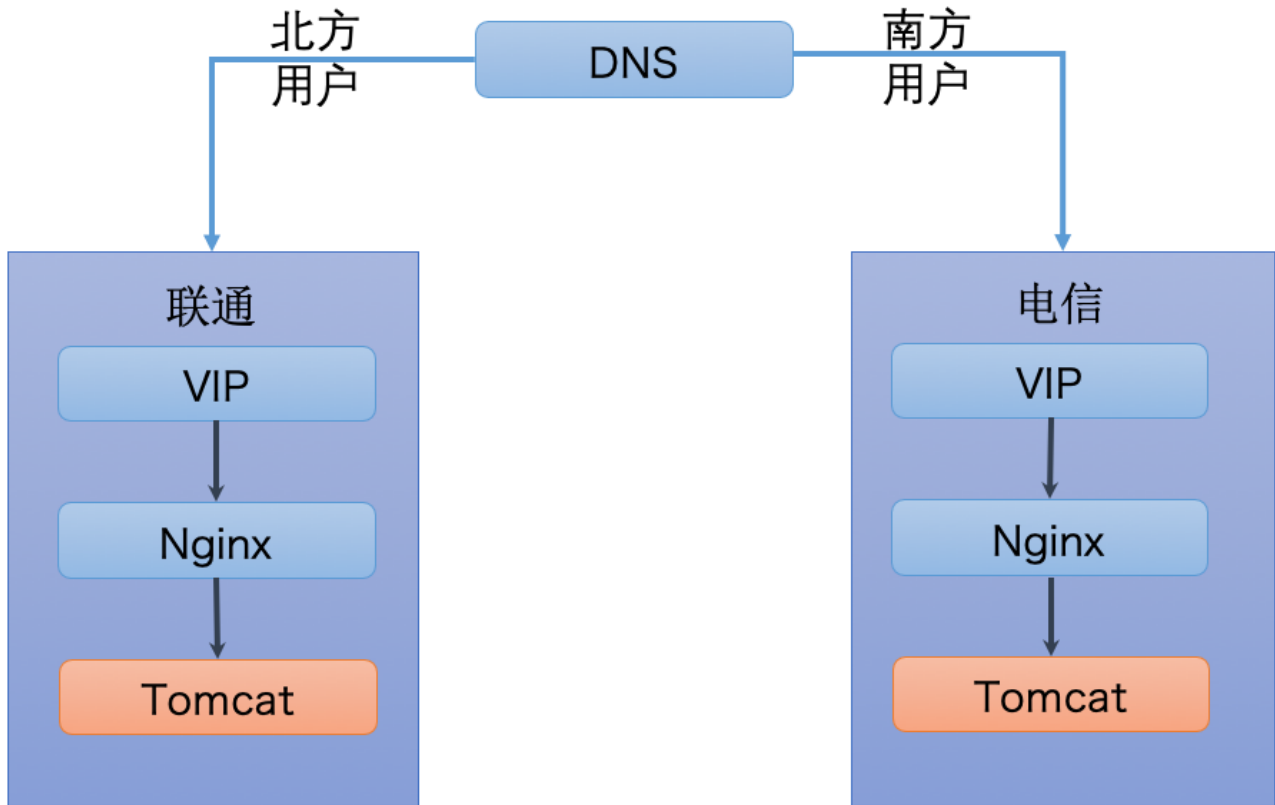 北方
用户
DNS
南方
用户
联通
VIP
Nginx
Tomcat
电信
VIP
Nginx
Tomcat